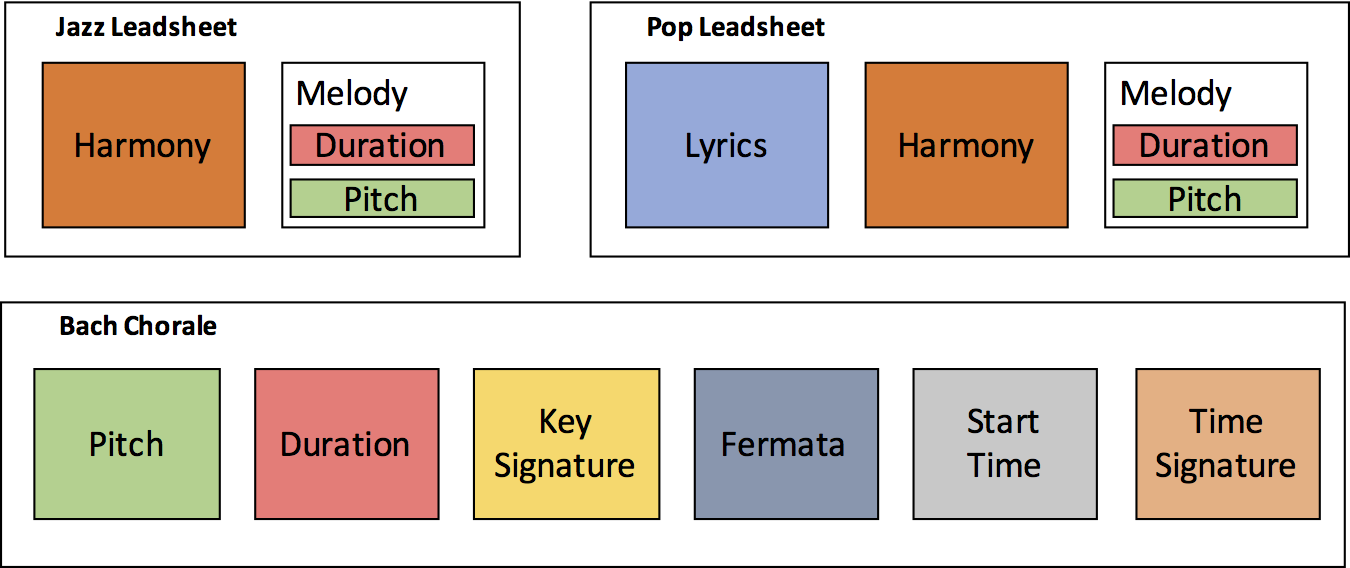 Jazz Leadsheet
Harmony
Melody
Duration
Pitch
Pop Leadsheet
Lyrics
Harmony
Melody
Duration
Pitch
Bach Chorale
Pitch
Duration
Key
Signature
Fermata
Start
Time
Time
Signature